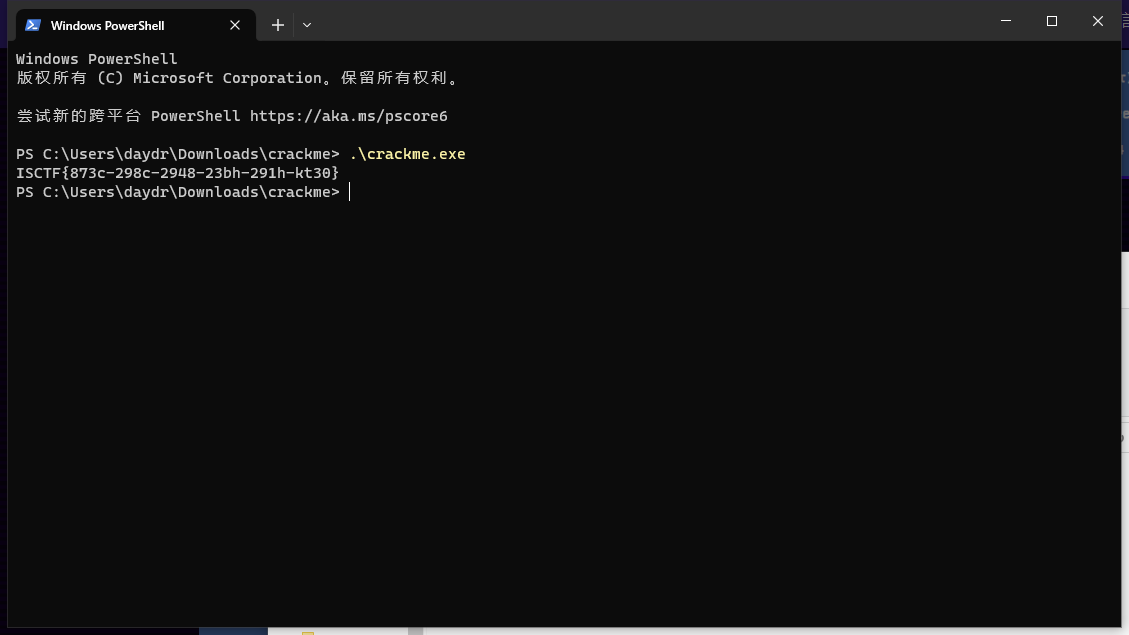 Windows PowerShell
Windows PowerShell
版权所有 (C) Microsoft Corporation。保留所有权利。
尝试新的跨平台 PowerShell https://aka.ms/pscore6
PS C:\Users\daydr\Downloads\crackme> .\crackme.exe
ISCTF{873c-298c-2948-23bh-291h-kt30}
PS C:\Users\daydr\Downloads\crackme>